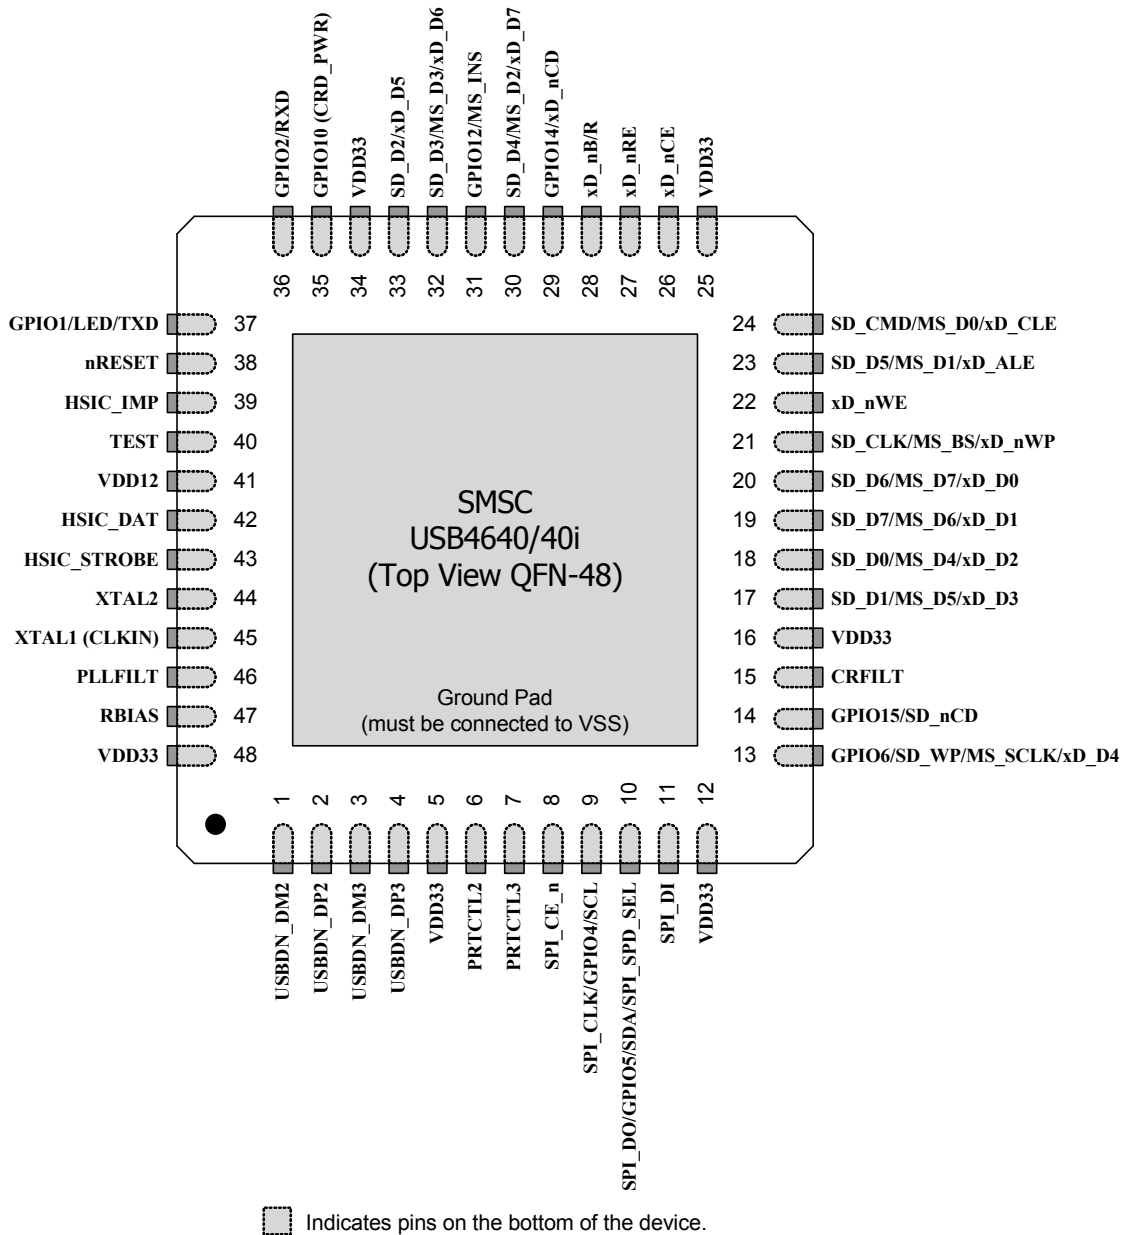 GPIO2/RXD
GPIO10 (CRD_PWR)
VDD33
SD_D2/xD_D5
SD_D3/MS_D3/xD_D6
GPIO12/MS_INS
SD_D4/MS_D2/xD_D7
GPIO14/xD_nCD
xD_nB/R
xD_nRE
xD_nCE
VDD33
36
35
34
33
32
31
30
29
28
27
26
25
GPIO1/LED/TXD 37
nRESET 38
HSIC_IMP 39
TEST 40
VDD12 41
HSIC_DAT 42
HSIC_STROBE 43
XTAL2 44
XTAL1 (CLKIN) 45
PLLFILT 46
RBIAS 47
VDD33 48
SMSC
USB4640/40i
(Top View QFN-48)
Ground Pad
(must be connected to VSS)
24 SD_CMD/MS_D0/xD_CLE
23 SD_D5/MS_D1/xD_ALE
22 xD_nWE
21 SD_CLK/MS_BS/xD_nWP
20 SD_D6/MS_D7/xD_D0
19 SD_D7/MS_D6/xD_D1
18 SD_D0/MS_D4/xD_D2
17 SD_D1/MS_D5/xD_D3
16 VDD33
15 CRFILT
14 GPIO15/SD_nCD
13 GPIO6/SD_WP/MS_SCLK/xD_D4
1
2
3
4
5
6
7
8
9
10
11
12
USBDN_DM2
USBDN_DP2
USBDN_DM3
USBDN_DP3
VDD33
PRTCTL2
PRTCTL3
SPI_CE_n
SPI_CLK/GPIO4/SCL
SPI_DO/GPIO5/SDA/SPI_SPD_SEL
SPI_DI
VDD33
Indicates pins on the bottom of the device.